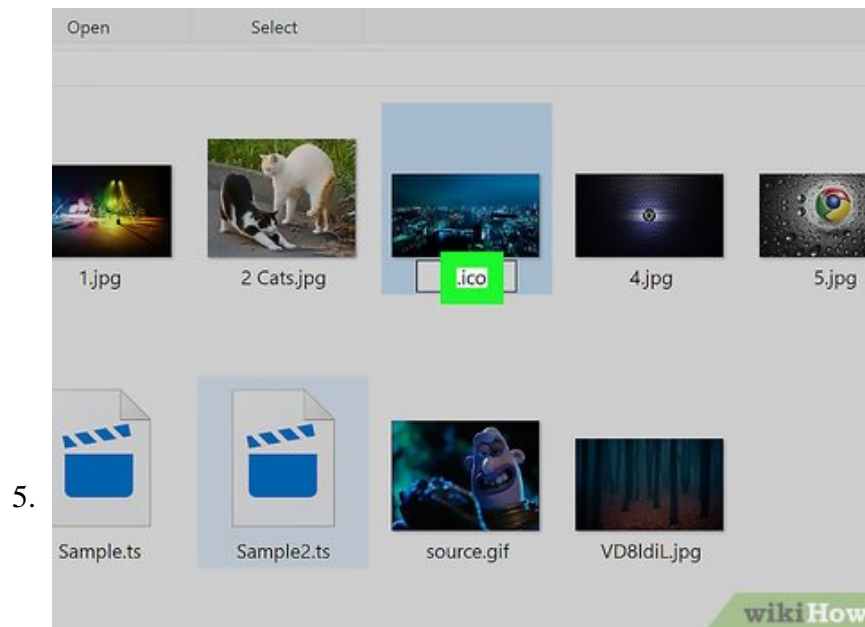 Open Select
1.jpg 2 Cats.jpg .ico 4.jpg 5.jpg
5.
Sample.ts Sample2.ts source.gif VD8ldiL.jpg
wikiHow